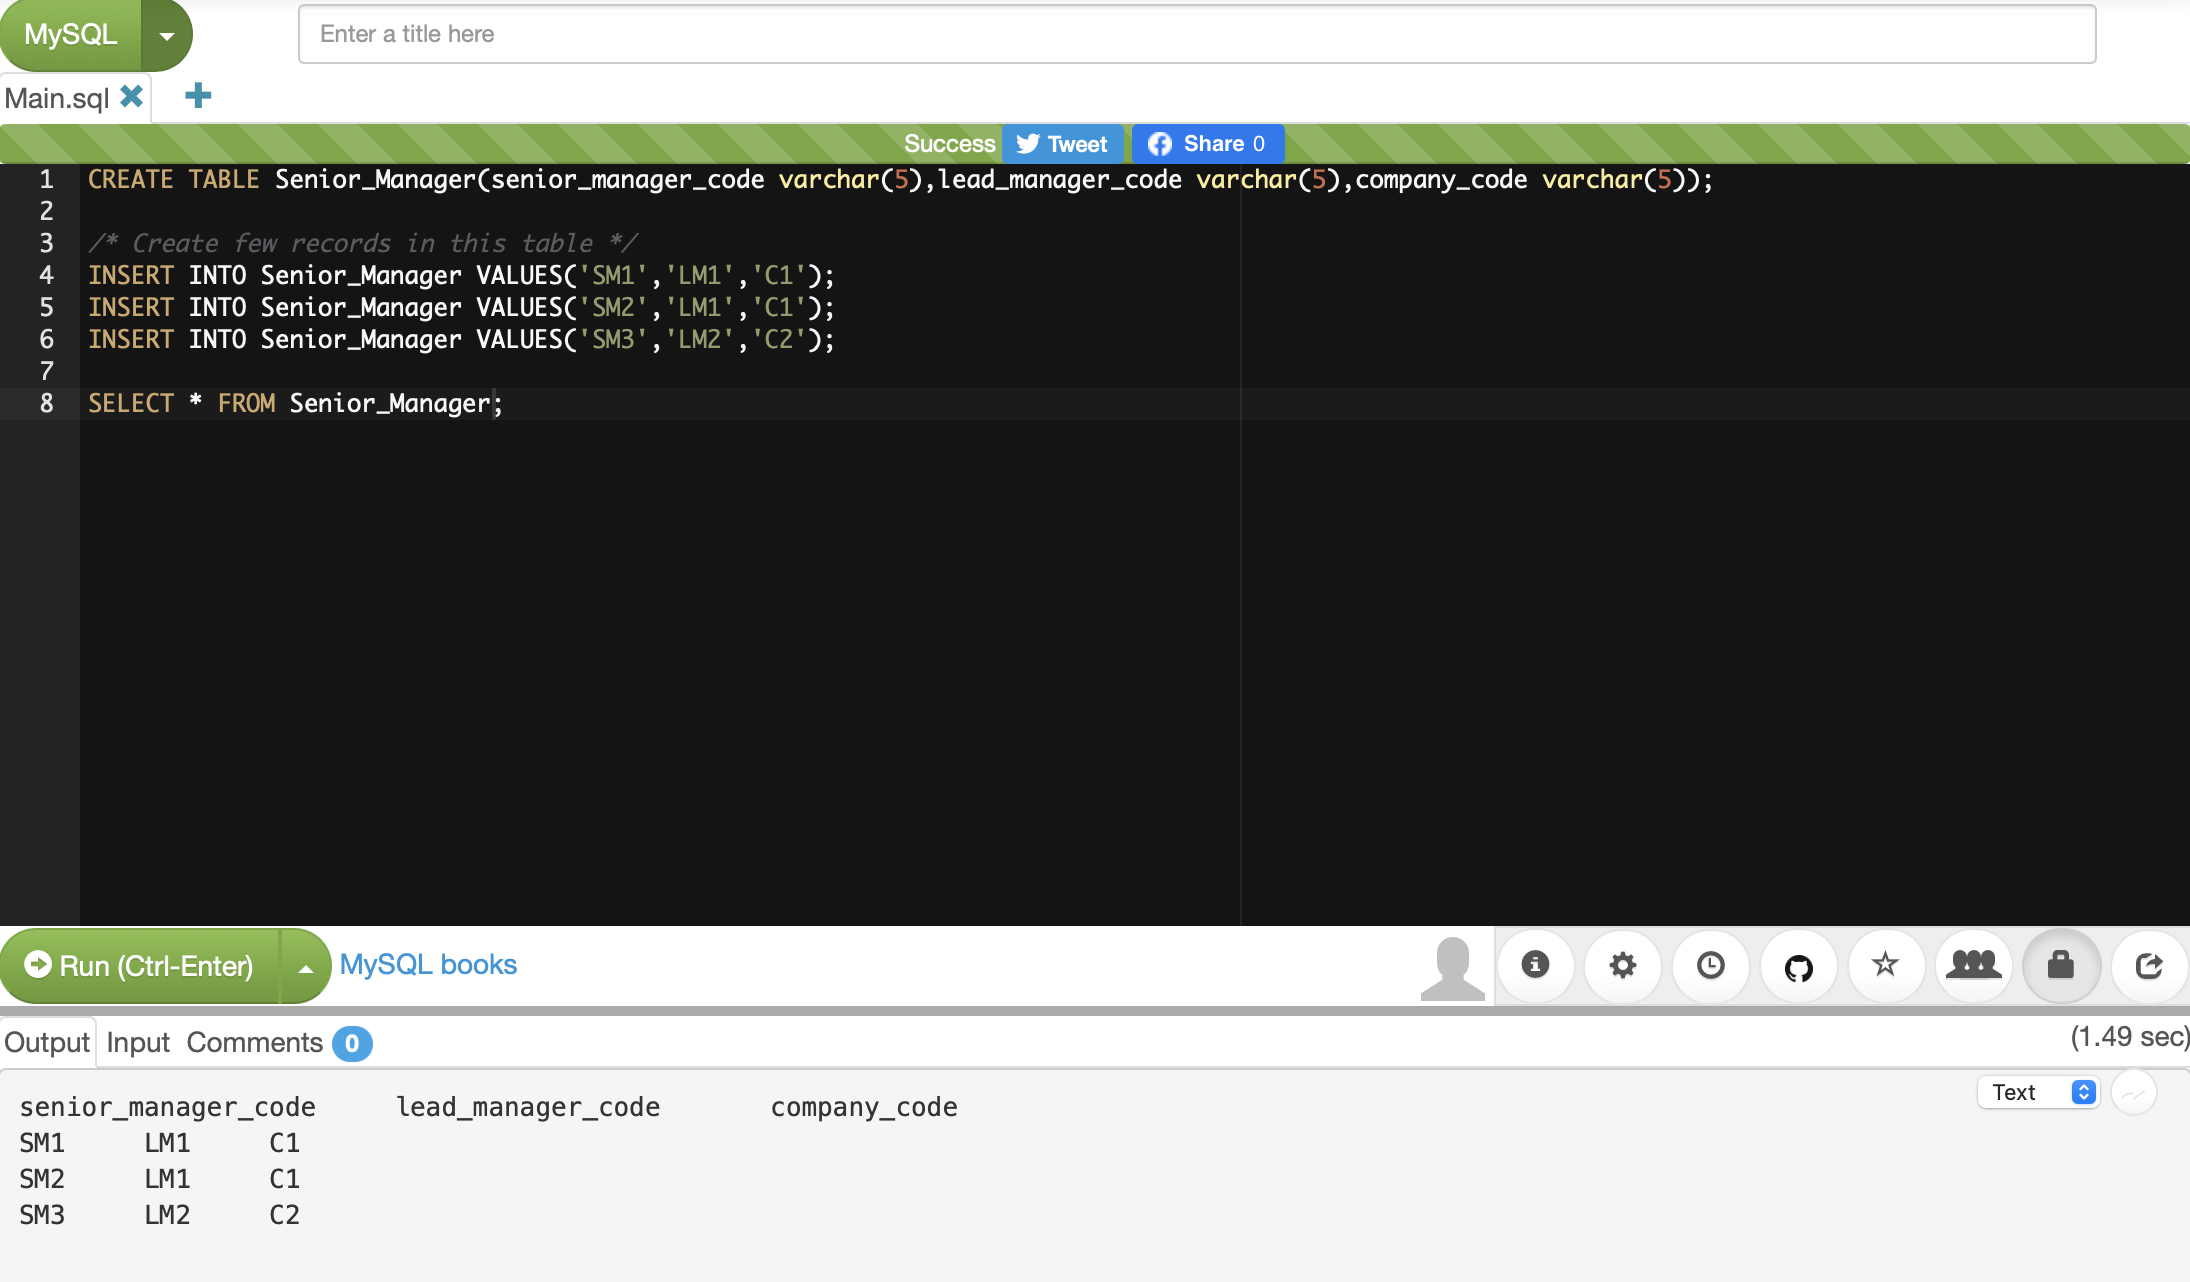 MySQL
Enter a title here
Main.sql
Success Tweet Share 0
1 CREATE TABLE Senior_Manager(senior_manager_code varchar(5),lead_manager_code varchar(5),company_code varchar(5));
2
3 /* Create few records in this table */
4 INSERT INTO Senior_Manager VALUES('SM1','LM1','C1');
5 INSERT INTO Senior_Manager VALUES('SM2','LM1','C1');
6 INSERT INTO Senior_Manager VALUES('SM3','LM2','C2');
7
8 SELECT * FROM Senior_Manager;
Run (Ctrl-Enter) MySQL books
Output Input Comments 0 (1.49 sec)
Text
senior_manager_code lead_manager_code company_code
SM1 LM1 C1
SM2 LM1 C1
SM3 LM2 C2